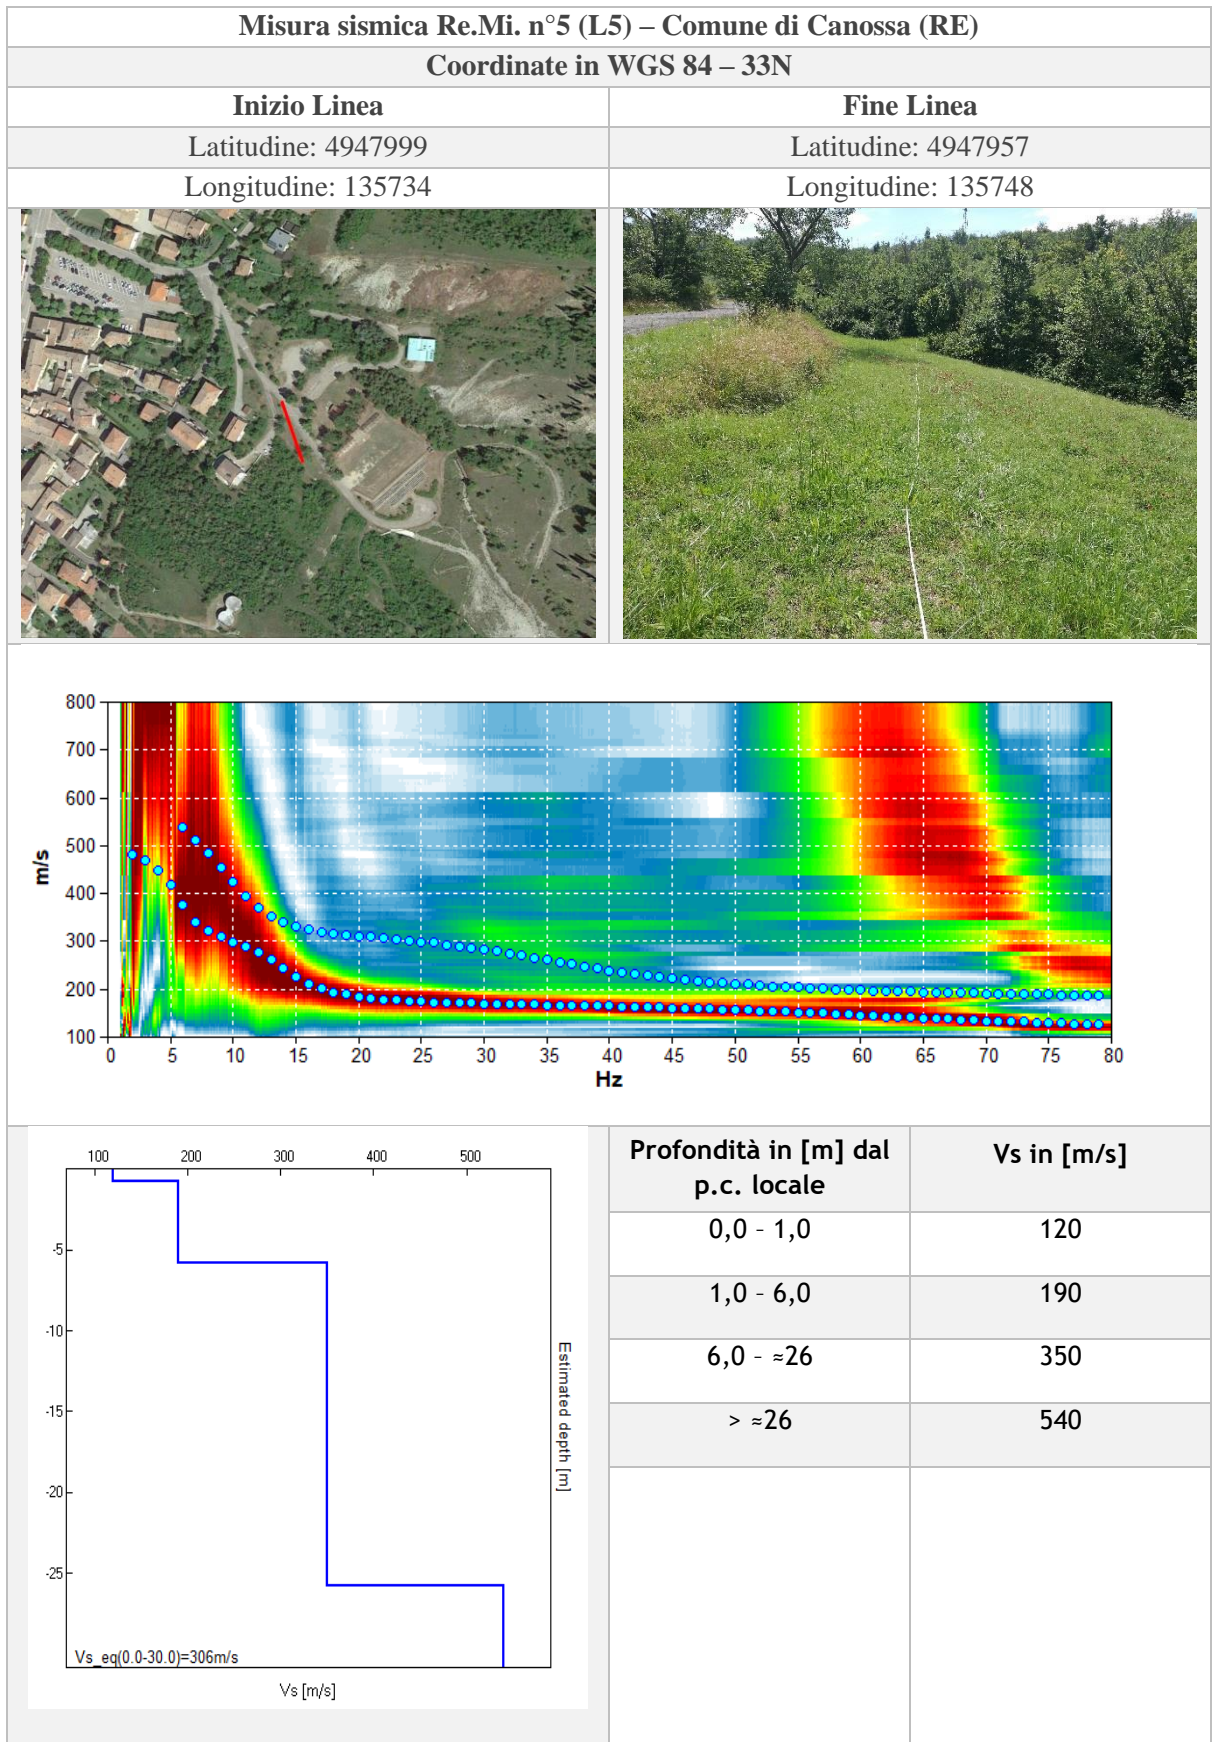 Misura sismica Re.Mi. n°5 (L5) – Comune di Canossa (RE)
Coordinate in WGS 84 – 33N
Inizio Linea
Fine Linea
Latitudine: 4947999
Latitudine: 4947957
Longitudine: 135734
Longitudine: 135748
800
700
600
500
400
300
200
100
m/s
0 5 10 15 20 25 30 35 40 45 50 55 60 65 70 75 80
Hz
100 200 300 400 500
-5
-10
-15
-20
-25
Estimated depth [m]
Vs_eq(0.0-30.0)=306m/s
Vs [m/s]
Profondità in [m] dal
p.c. locale
Vs in [m/s]
0,0 – 1,0
120
1,0 – 6,0
190
6,0 – ≈26
350
> ≈26
540